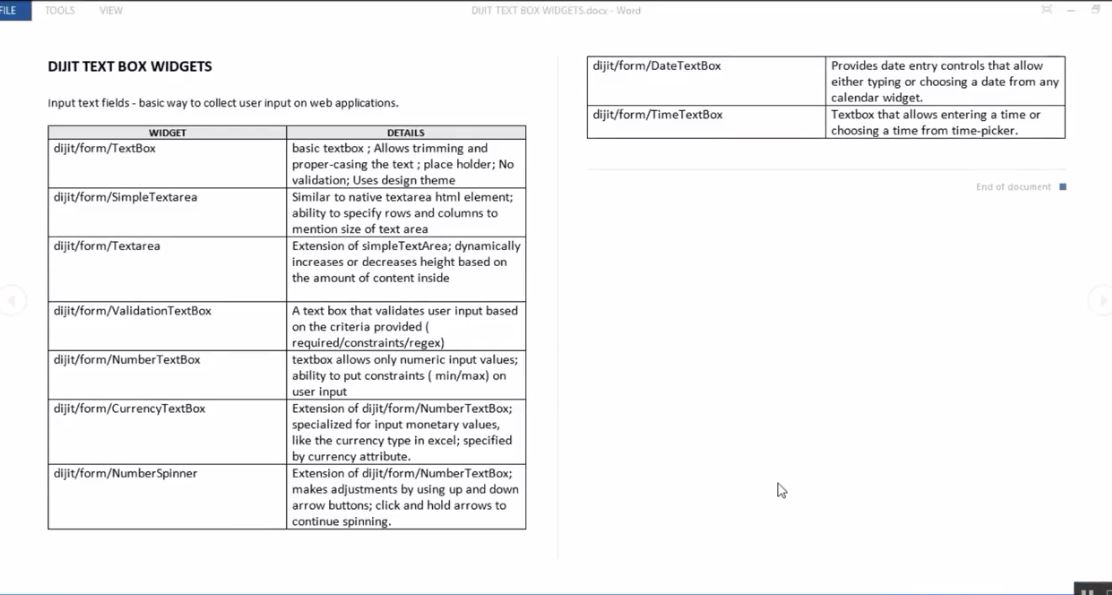 FILE TOOLS VIEW DIJIT TEXT BOX WIDGETS.docx - Word
DIJIT TEXT BOX WIDGETS
Input text fields - basic way to collect user input on web applications.
WIDGET DETAILS
dijit/form/TextBox basic textbox ; Allows trimming and
proper-casing the text ; place holder; No
validation; Uses design theme
dijit/form/SimpleTextarea Similar to native textarea html element;
ability to specify rows and columns to
mention size of text area
dijit/form/Textarea Extension of simpleTextArea; dynamically
increases or decreases height based on
the amount of content inside
dijit/form/ValidationTextBox A text box that validates user input based
on the criteria provided (
required/constraints/regex)
dijit/form/NumberTextBox textbox allows only numeric input values;
ability to put constraints ( min/max) on
user input
dijit/form/CurrencyTextBox Extension of dijit/form/NumberTextBox;
specialized for input monetary values,
like the currency type in excel; specified
by currency attribute.
dijit/form/NumberSpinner Extension of dijit/form/NumberTextBox;
makes adjustments by using up and down
arrow buttons; click and hold arrows to
continue spinning.
dijit/form/DateTextBox Provides date entry controls that allow
either typing or choosing a date from any
calendar widget.
dijit/form/TimeTextBox Textbox that allows entering a time or
choosing a time from time-picker.
End of document